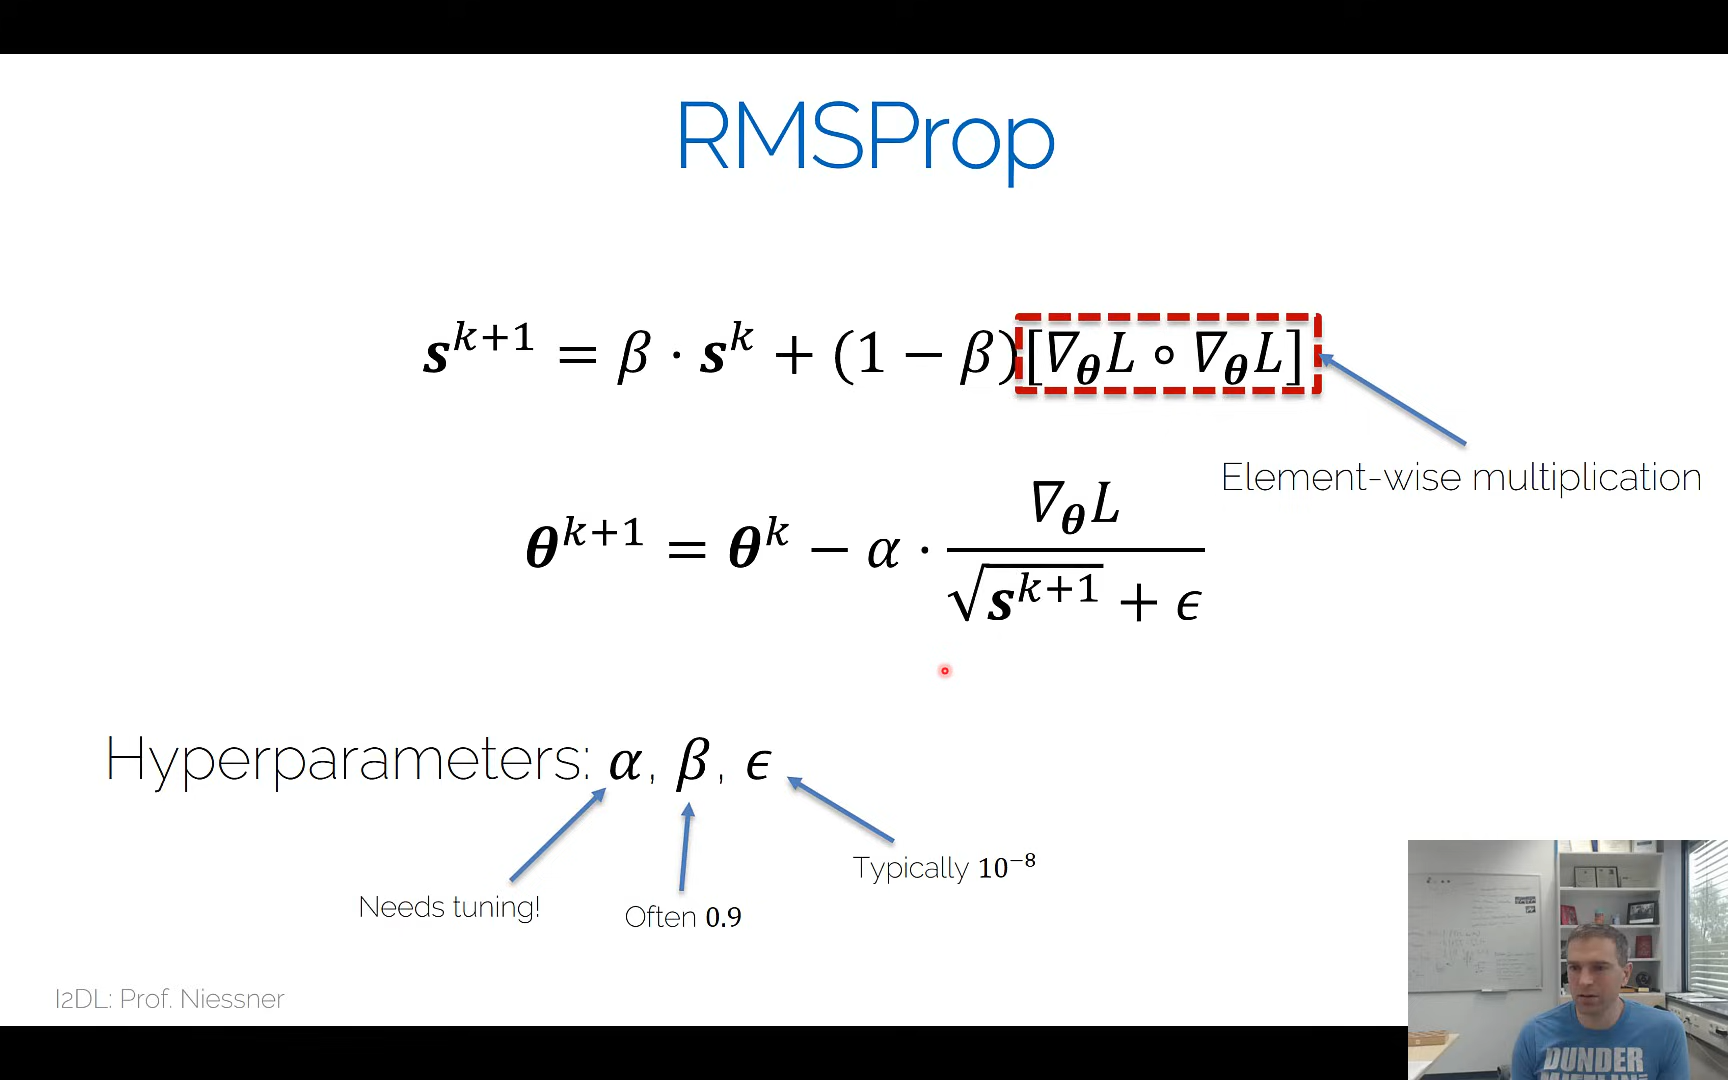 RMSProp
𝒔^{k+1} = β · 𝒔^k + (1 − β)[∇_𝜽L ∘ ∇_𝜽L]
Element-wise multiplication
𝜽^{k+1} = 𝜽^k − α · ∇_𝜽L / (√𝒔^{k+1} + ϵ)
Hyperparameters: α, β, ϵ
Needs tuning!
Often 0.9
Typically 10⁻⁸
I2DL: Prof. Niessner
DUNDER